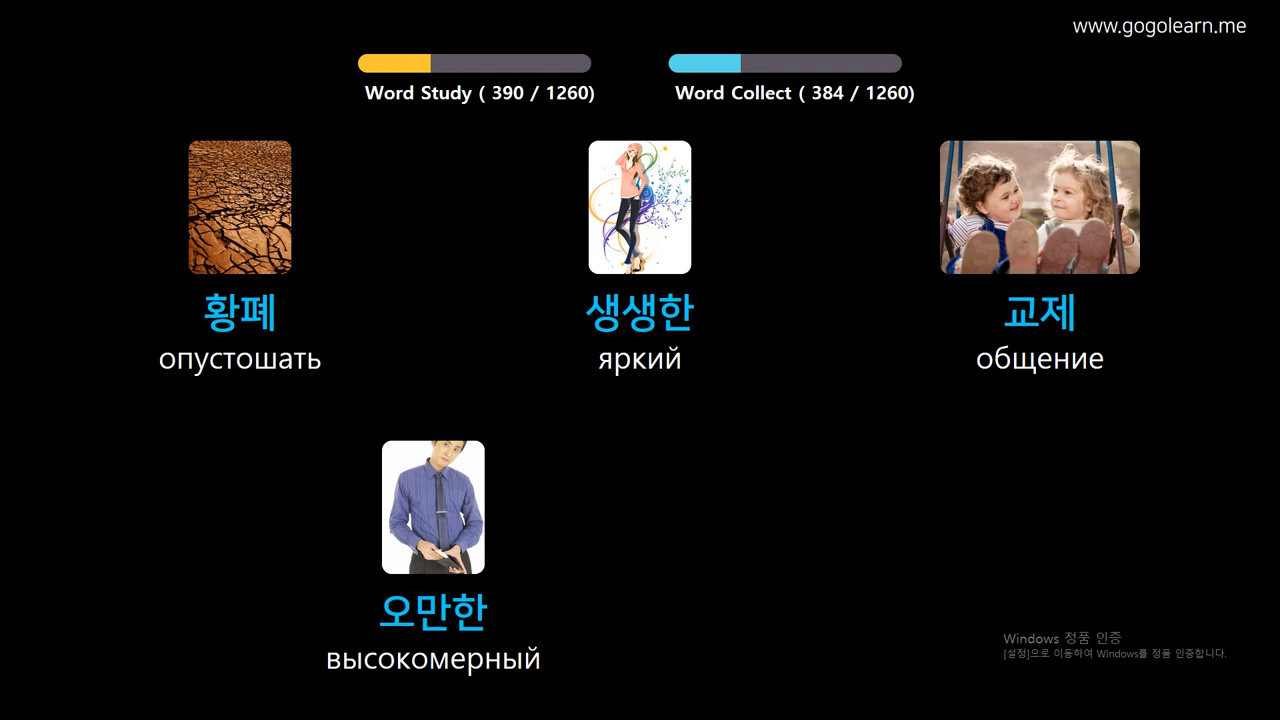 www.gogolearn.me
Word Study ( 390 / 1260)
Word Collect ( 384 / 1260)
황폐
опустошать
생생한
яркий
교제
общение
오만한
высокомерный
Windows 정품 인증
[설정]으로 이동하여 Windows를 정품 인증합니다.